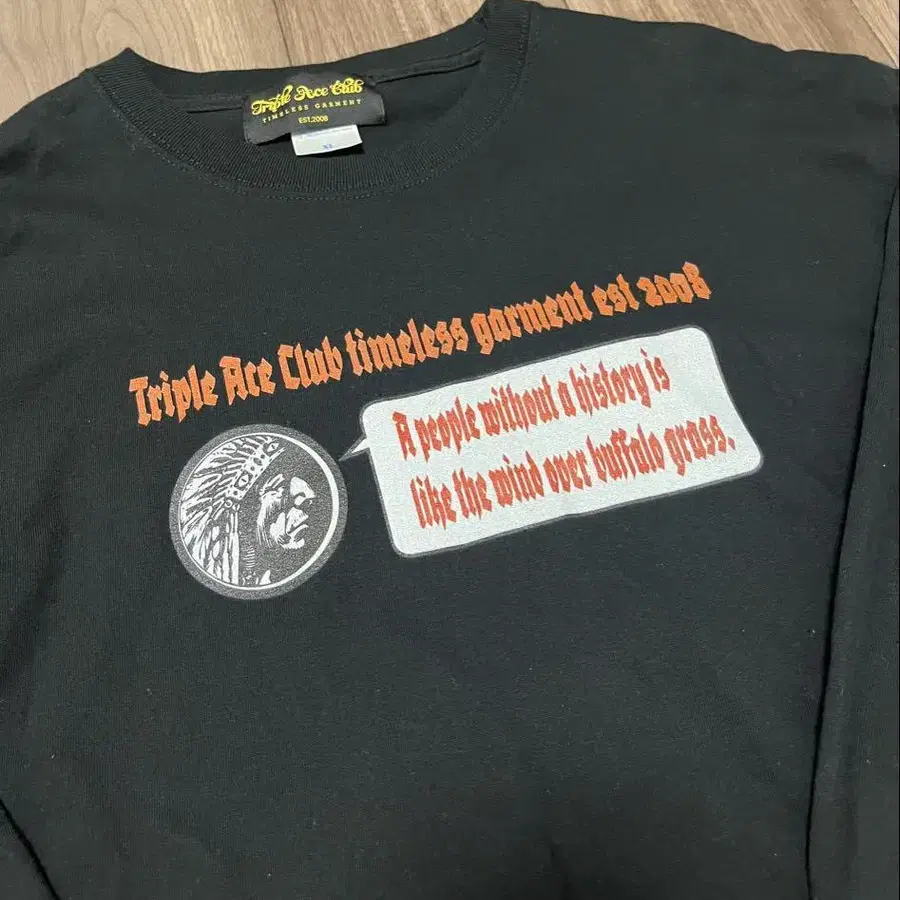 Triple Ace Club
TIMELESS GARMENT
EST.2008
XL
Triple Ace Club timeless garment est 2008
A people without a history is
like the wind over buffalo grass.